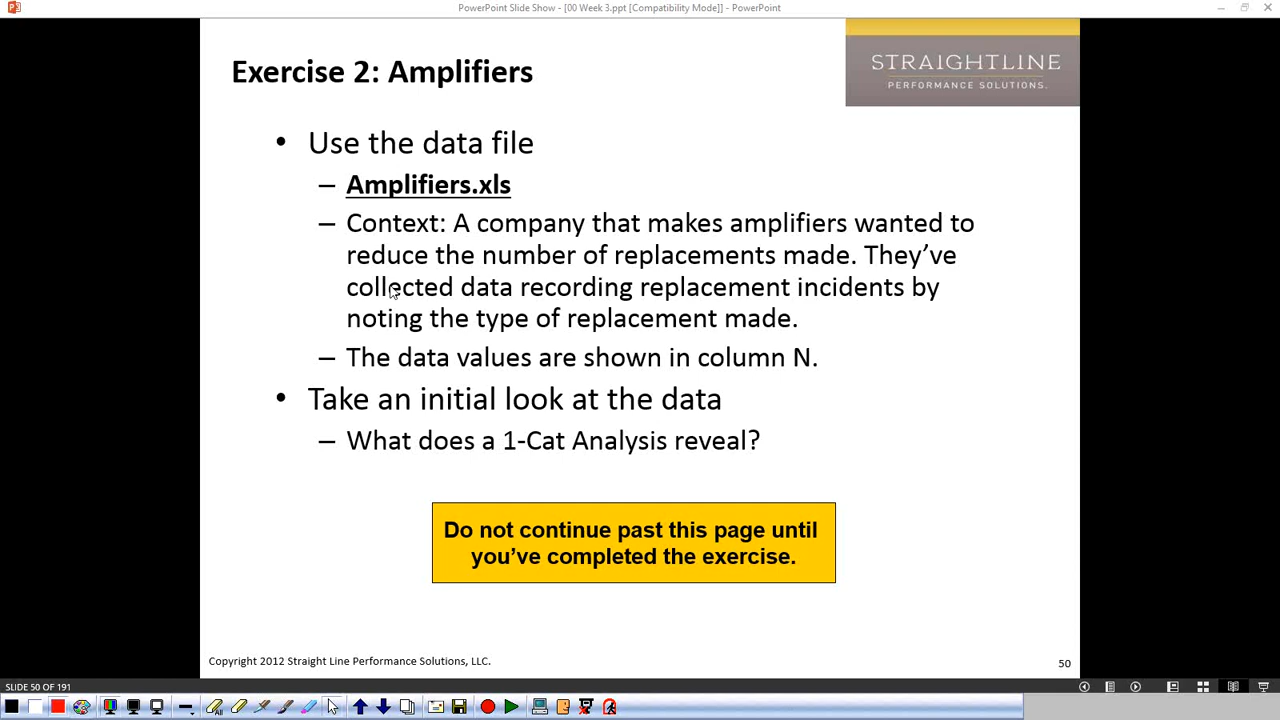 PowerPoint Slide Show - [00 Week 3.ppt [Compatibility Mode]] - PowerPoint
STRAIGHTLINE
PERFORMANCE SOLUTIONS.
Exercise 2: Amplifiers
• Use the data file
– Amplifiers.xls
– Context: A company that makes amplifiers wanted to
reduce the number of replacements made. They’ve
collected data recording replacement incidents by
noting the type of replacement made.
– The data values are shown in column N.
• Take an initial look at the data
– What does a 1-Cat Analysis reveal?
Do not continue past this page until
you’ve completed the exercise.
Copyright 2012 Straight Line Performance Solutions, LLC.
50
SLIDE 50 OF 191